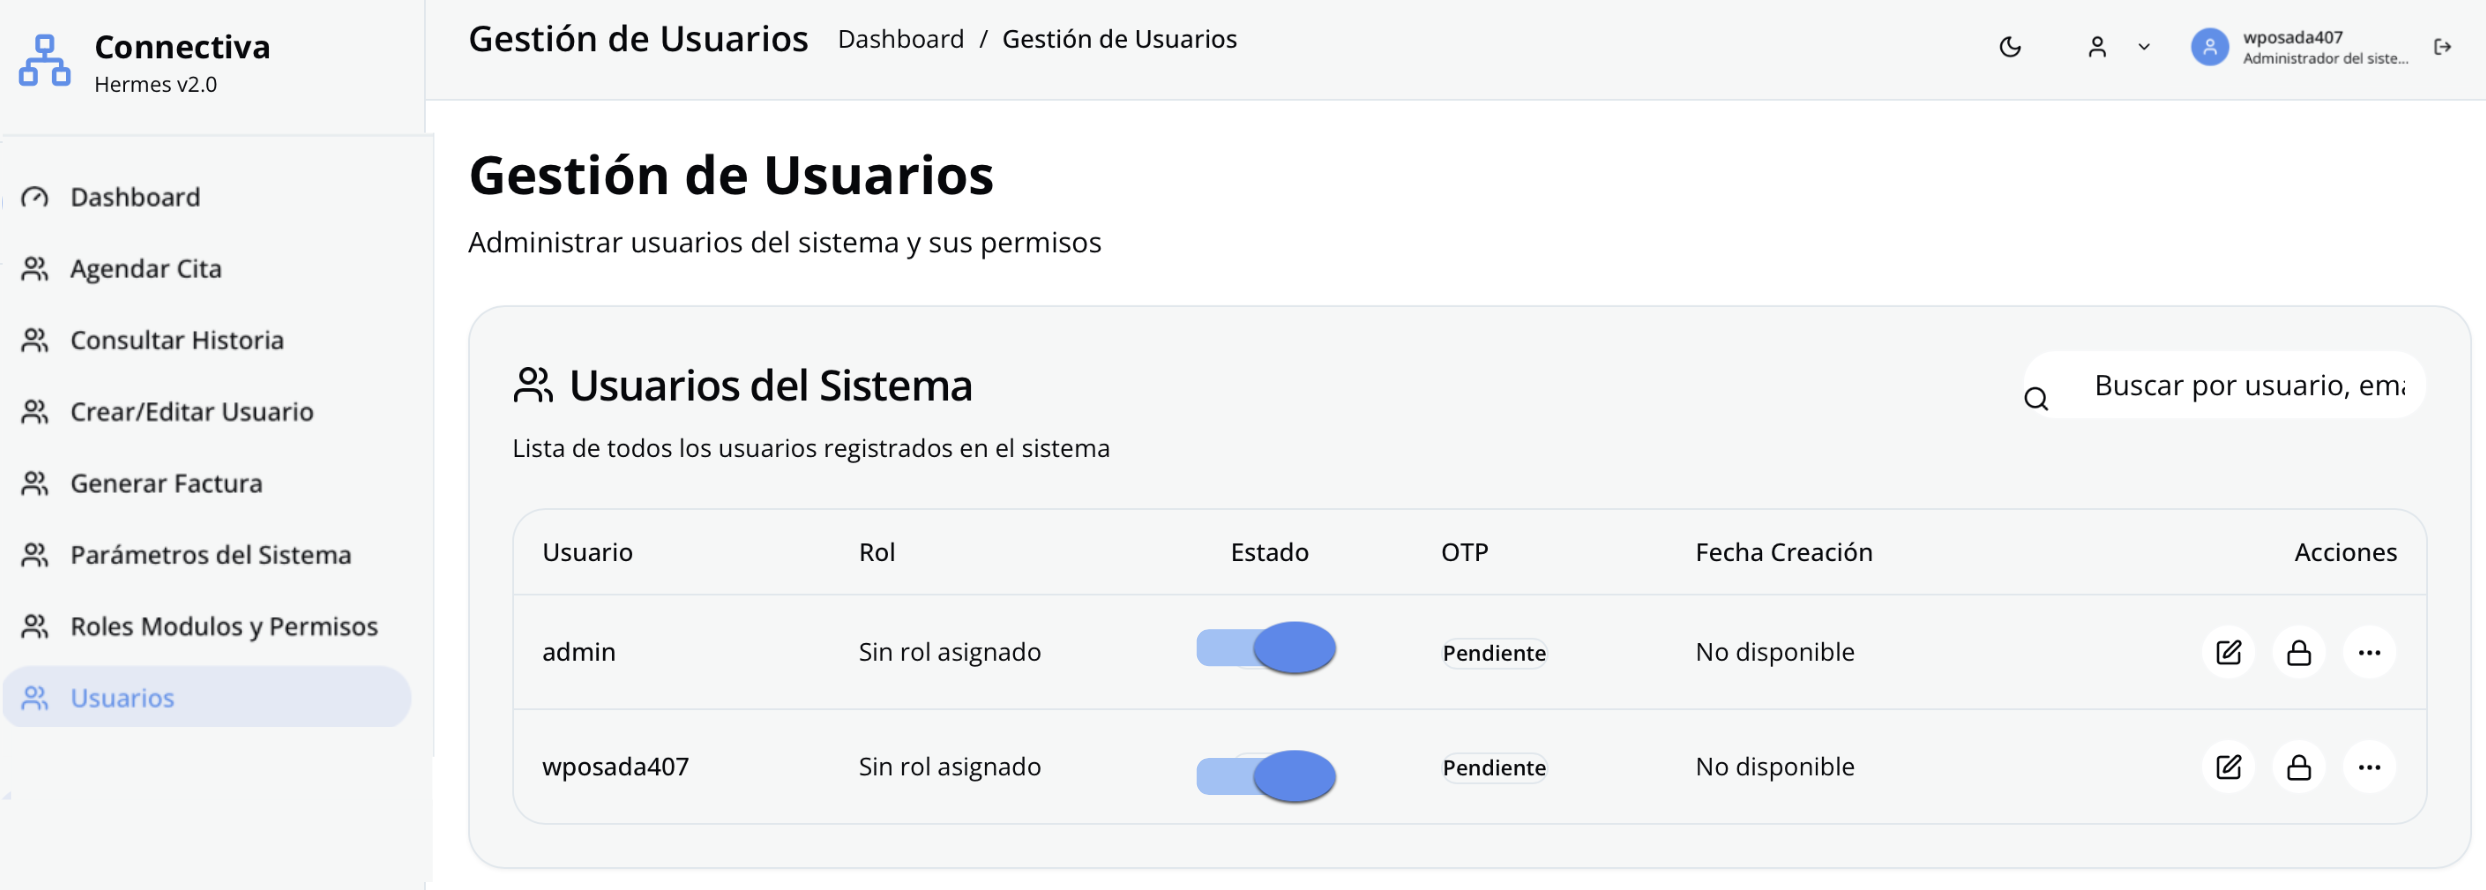 Connectiva
Hermes v2.0
Gestión de Usuarios
Dashboard / Gestión de Usuarios
wposada407
Administrador del siste...
Dashboard
Agendar Cita
Consultar Historia
Crear/Editar Usuario
Generar Factura
Parámetros del Sistema
Roles Modulos y Permisos
Usuarios
Gestión de Usuarios
Administrar usuarios del sistema y sus permisos
Usuarios del Sistema
Buscar por usuario, ema
Lista de todos los usuarios registrados en el sistema
Usuario Rol Estado OTP Fecha Creación Acciones
admin Sin rol asignado Pendiente No disponible
wposada407 Sin rol asignado Pendiente No disponible